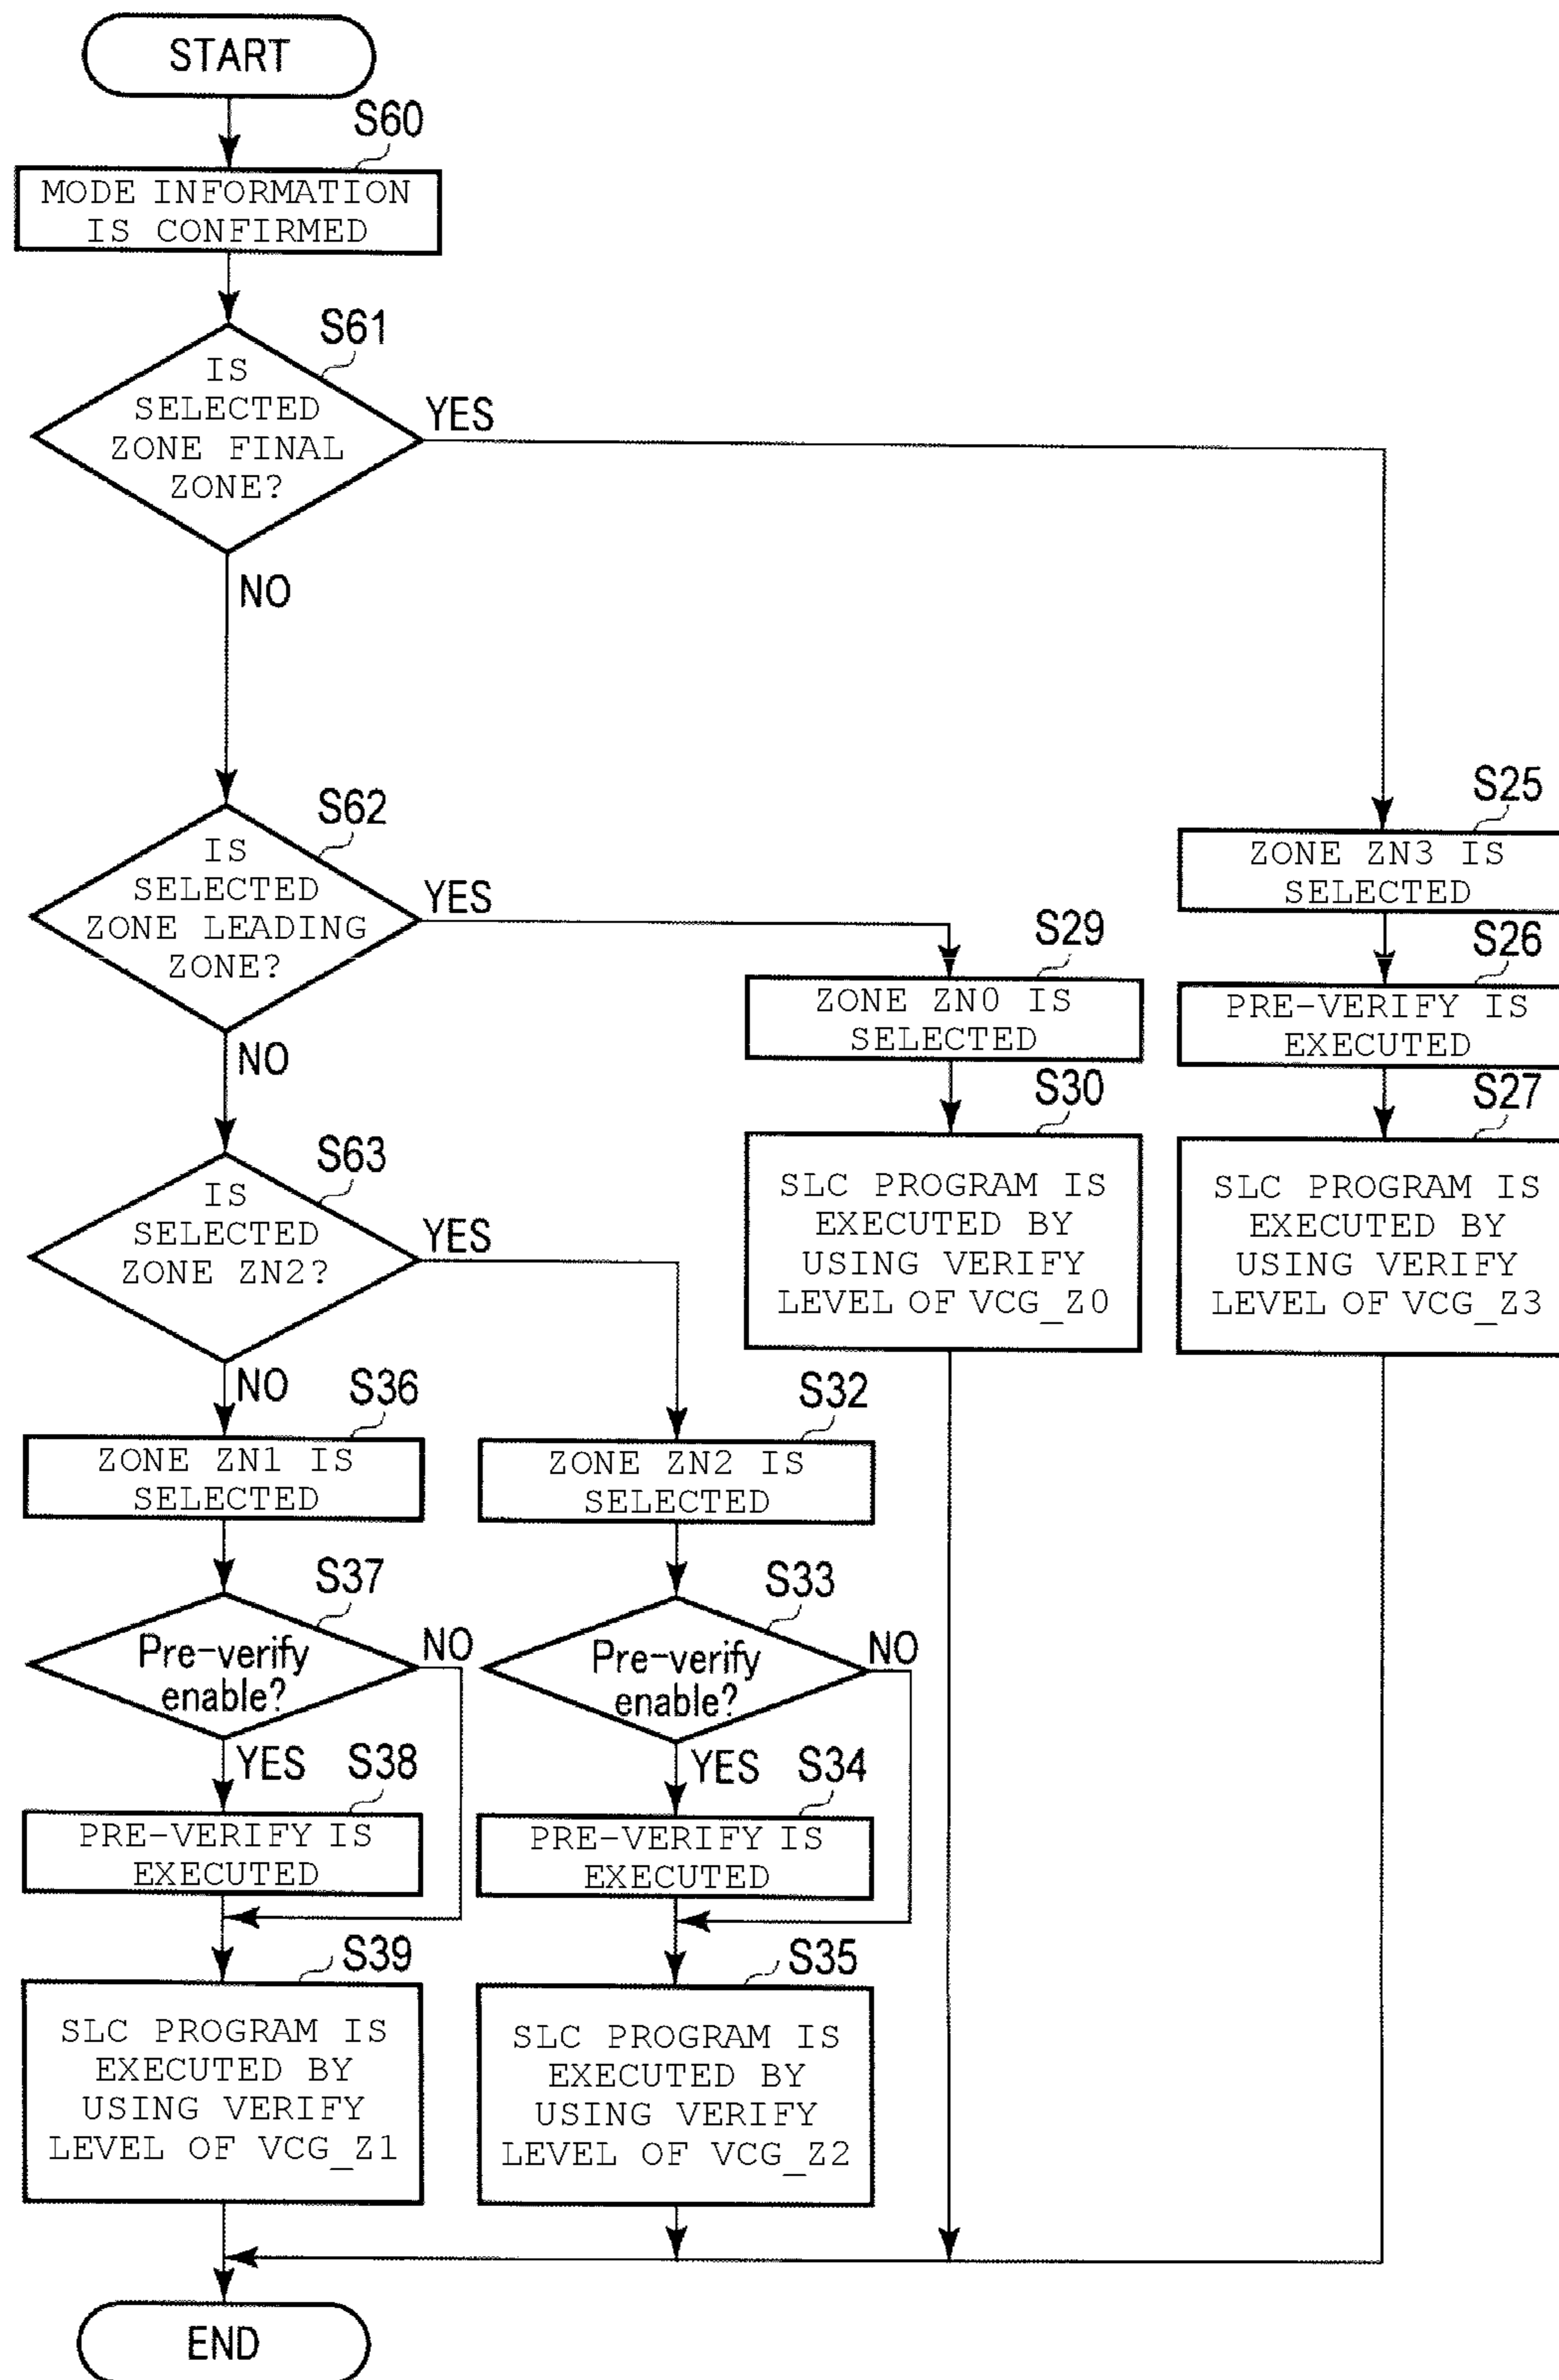 START
S60
MODE INFORMATION
IS CONFIRMED
S61
IS
SELECTED
ZONE FINAL
ZONE?
YES
NO
S62
IS
SELECTED
ZONE LEADING
ZONE?
YES
NO
S25
ZONE ZN3 IS
SELECTED
S26
PRE-VERIFY IS
EXECUTED
S27
SLC PROGRAM IS
EXECUTED BY
USING VERIFY
LEVEL OF VCG_Z3
S29
ZONE ZN0 IS
SELECTED
S30
SLC PROGRAM IS
EXECUTED BY
USING VERIFY
LEVEL OF VCG_Z0
S63
IS
SELECTED
ZONE ZN2?
YES
NO
S36
ZONE ZN1 IS
SELECTED
S37
Pre-verify
enable?
NO
YES
S38
PRE-VERIFY IS
EXECUTED
S39
SLC PROGRAM IS
EXECUTED BY
USING VERIFY
LEVEL OF VCG_Z1
S32
ZONE ZN2 IS
SELECTED
S33
Pre-verify
enable?
NO
YES
S34
PRE-VERIFY IS
EXECUTED
S35
SLC PROGRAM IS
EXECUTED BY
USING VERIFY
LEVEL OF VCG_Z2
END